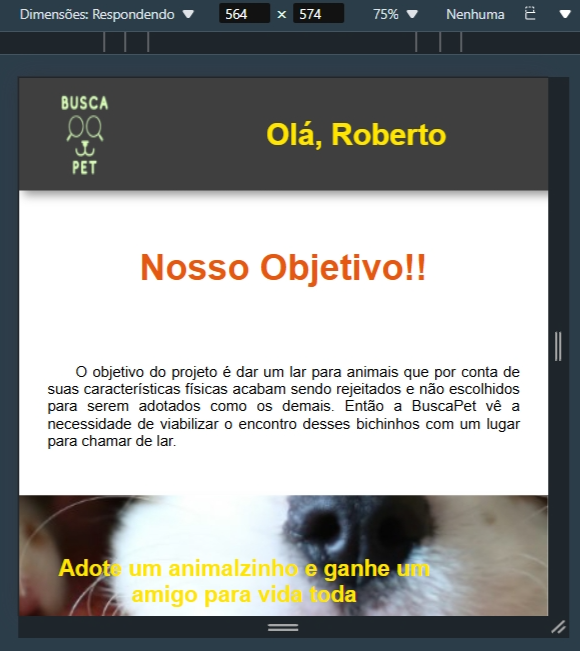 Dimensões: Respondendo 564 × 574 75% Nenhuma
BUSCA
PET
Olá, Roberto
Nosso Objetivo!!
O objetivo do projeto é dar um lar para animais que por conta de
suas características físicas acabam sendo rejeitados e não escolhidos
para serem adotados como os demais. Então a BuscaPet vê a
necessidade de viabilizar o encontro desses bichinhos com um lugar
para chamar de lar.
Adote um animalzinho e ganhe um
amigo para vida toda